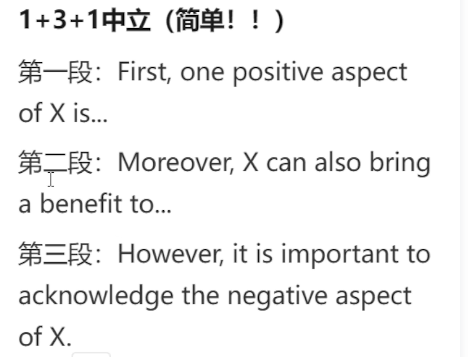 1+3+1中立（简单！！）
第一段：First, one positive aspect
of X is...
第二段：Moreover, X can also bring
a benefit to...
第三段：However, it is important to
acknowledge the negative aspect
of X.